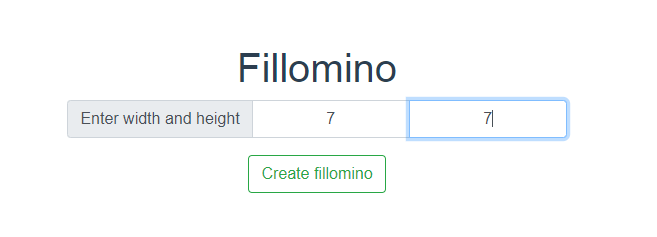 Fillomino
Enter width and height 7 7
Create fillomino